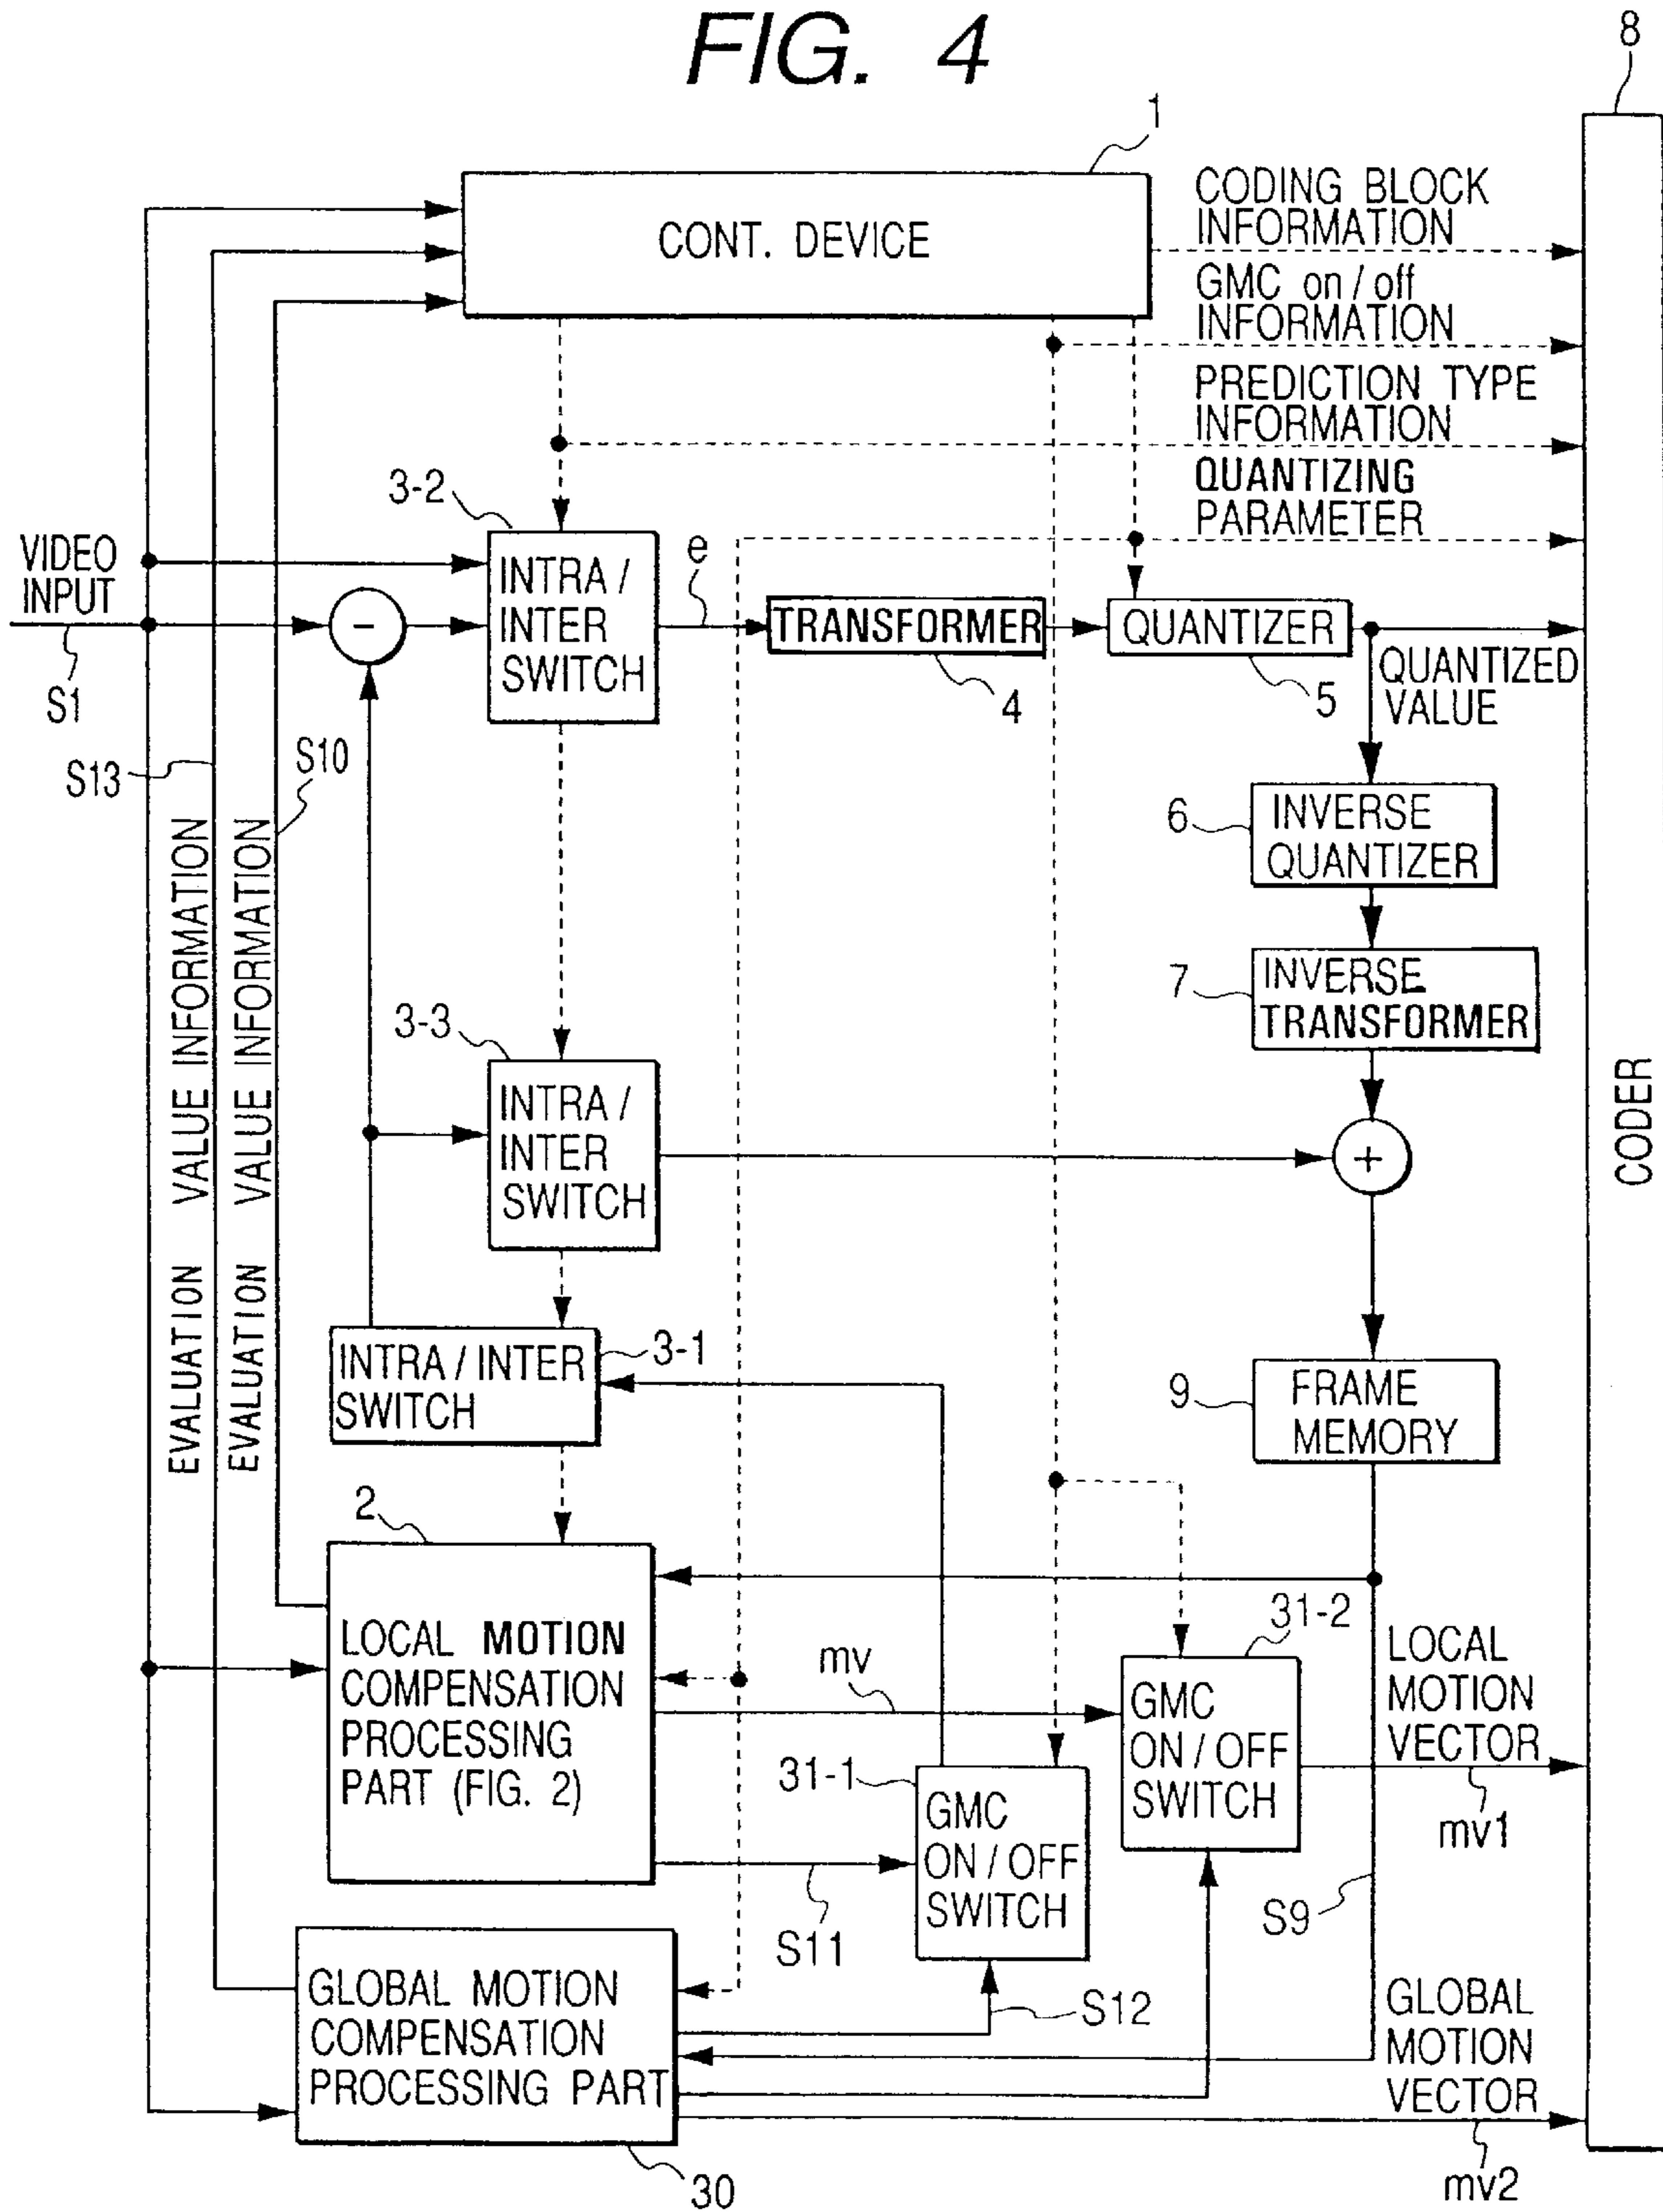 FIG. 4
8
1
CONT. DEVICE
CODING BLOCK
INFORMATION
GMC on / off
INFORMATION
PREDICTION TYPE
INFORMATION
QUANTIZING
PARAMETER
3-2
VIDEO
INPUT
S1
-
INTRA /
INTER
SWITCH
e
TRANSFORMER
4
QUANTIZER
5
QUANTIZED
VALUE
S13
S10
EVALUATION VALUE INFORMATION
EVALUATION VALUE INFORMATION
6
INVERSE
QUANTIZER
7
INVERSE
TRANSFORMER
3-3
INTRA /
INTER
SWITCH
+
CODER
INTRA / INTER
SWITCH
3-1
9
FRAME
MEMORY
2
LOCAL MOTION
COMPENSATION
PROCESSING
PART (FIG. 2)
mv
31-2
GMC
ON / OFF
SWITCH
LOCAL
MOTION
VECTOR
mv1
31-1
GMC
ON / OFF
SWITCH
S11
S9
S12
GLOBAL MOTION
COMPENSATION
PROCESSING PART
30
GLOBAL
MOTION
VECTOR
mv2